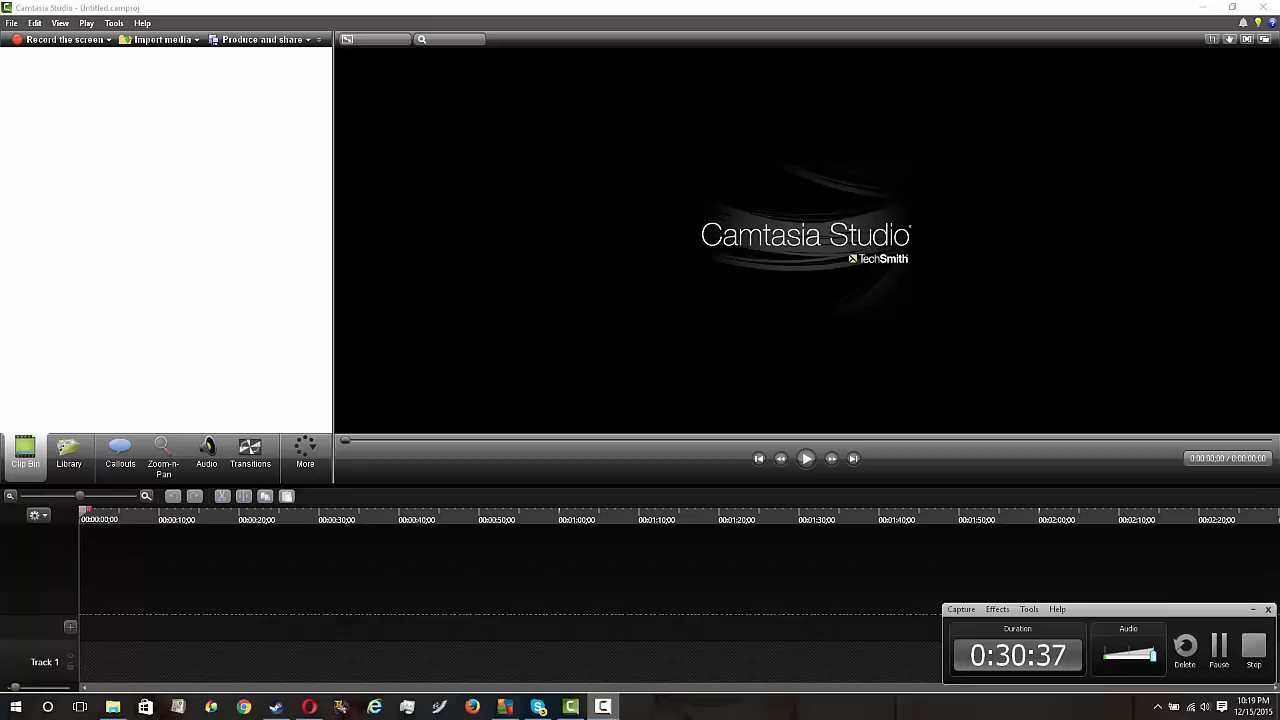 Camtasia Studio - Untitled.camproj
File Edit View Play Tools Help
Record the screen Import media Produce and share
Camtasia Studio
TechSmith
Clip Bin Library Callouts Zoom-n-Pan Audio Transitions More
0:00:00;00 / 0:00:00;00
00:00:00;00 00:00:10;00 00:00:20;00 00:00:30;00 00:00:40;00 00:00:50;00 00:01:00;00 00:01:10;00 00:01:20;00 00:01:30;00 00:01:40;00 00:01:50;00 00:02:00;00 00:02:10;00 00:02:20;00
Capture Effects Tools Help
Duration Audio
0:30:37
Delete Pause Stop
Track 1
10:19 PM
12/15/2015